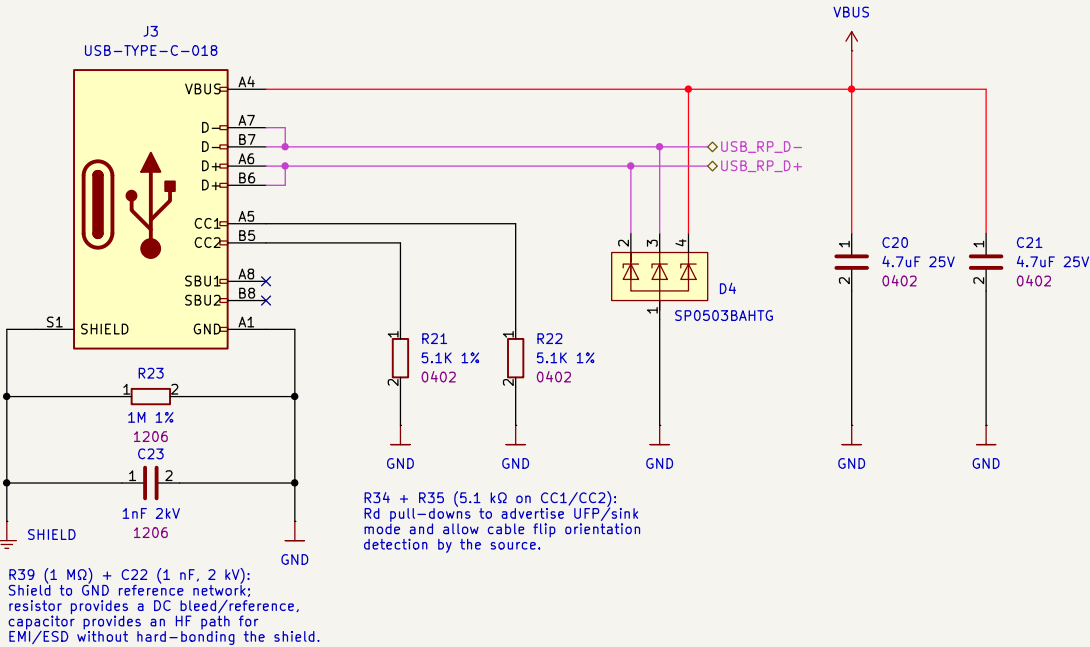 VBUS
J3
USB-TYPE-C-018
VBUS A4
D- A7
D- B7
D+ A6
D+ B6
USB_RP_D-
USB_RP_D+
CC1 A5
CC2 B5
SBU1 A8
SBU2 B8
S1 SHIELD
GND A1
2 3 4
D4
1
SP0503BAHTG
1
C20
4.7uF 25V
0402
2
1
C21
4.7uF 25V
0402
2
1
R21
5.1K 1%
0402
2
1
R22
5.1K 1%
0402
2
R23
1 2
1M 1%
1206
C23
1 2
1nF 2kV
1206
SHIELD
GND
GND
GND
GND
GND
GND
R34 + R35 (5.1 kΩ on CC1/CC2):
Rd pull-downs to advertise UFP/sink
mode and allow cable flip orientation
detection by the source.
R39 (1 MΩ) + C22 (1 nF, 2 kV):
Shield to GND reference network;
resistor provides a DC bleed/reference,
capacitor provides an HF path for
EMI/ESD without hard-bonding the shield.